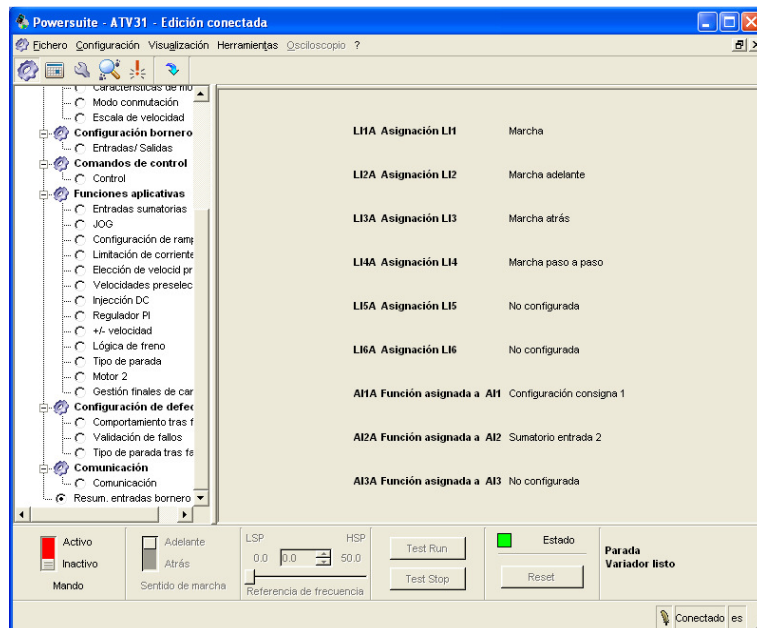 Powersuite - ATV31 - Edición conectada
Fichero Configuración Visualización Herramientas Osciloscopio ?
Características de mo
Modo conmutación
Escala de velocidad
Configuración bornero
Entradas/ Salidas
Comandos de control
Control
Funciones aplicativas
Entradas sumatorias
JOG
Configuración de ramp
Limitación de corriente
Elección de velocid pr
Velocidades preselec
Injección DC
Regulador PI
+/- velocidad
Lógica de freno
Tipo de parada
Motor 2
Gestión finales de car
Configuración de defec
Comportamiento tras f
Validación de fallos
Tipo de parada tras fa
Comunicación
Comunicación
Resum. entradas bornero
LI1A Asignación LI1 Marcha
LI2A Asignación LI2 Marcha adelante
LI3A Asignación LI3 Marcha atrás
LI4A Asignación LI4 Marcha paso a paso
LI5A Asignación LI5 No configurada
LI6A Asignación LI6 No configurada
AI1A Función asignada a AI1 Configuración consigna 1
AI2A Función asignada a AI2 Sumatorio entrada 2
AI3A Función asignada a AI3 No configurada
Activo
Inactivo
Mando
Adelante
Atrás
Sentido de marcha
LSP HSP
0.0 0.0 50.0
Referencia de frecuencia
Test Run
Test Stop
Estado
Reset
Parada
Variador listo
Conectado es